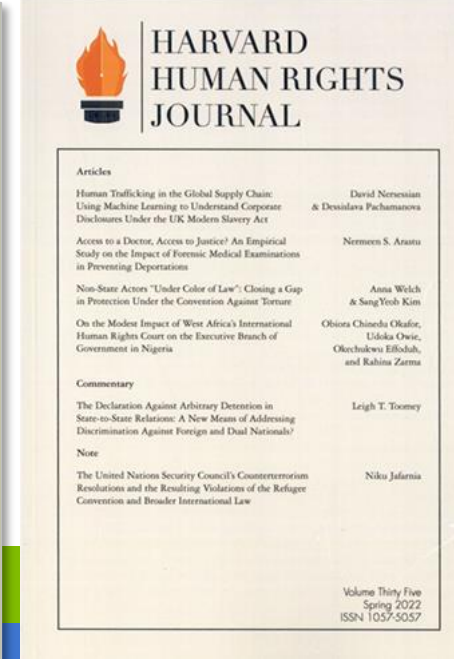 HARVARD
HUMAN RIGHTS
JOURNAL
Articles
Human Trafficking in the Global Supply Chain: David Nersessian
Using Machine Learning to Understand Corporate & Dessislava Pachamanova
Disclosures Under the UK Modern Slavery Act
Access to a Doctor, Access to Justice? An Empirical Nermeen S. Arastu
Study on the Impact of Forensic Medical Examinations
in Preventing Deportations
Non-State Actors "Under Color of Law": Closing a Gap Anna Welch
in Protection Under the Convention Against Torture & SangYeob Kim
On the Modest Impact of West Africa's International Obiora Chinedu Okafor,
Human Rights Court on the Executive Branch of Udoka Owie,
Government in Nigeria Okechukwu Effoduh,
and Rahina Zarma
Commentary
The Declaration Against Arbitrary Detention in Leigh T. Toomey
State-to-State Relations: A New Means of Addressing
Discrimination Against Foreign and Dual Nationals?
Note
The United Nations Security Council's Counterterrorism Niku Jafarnia
Resolutions and the Resulting Violations of the Refugee
Convention and Broader International Law
Volume Thirty Five
Spring 2022
ISSN 1057-5057